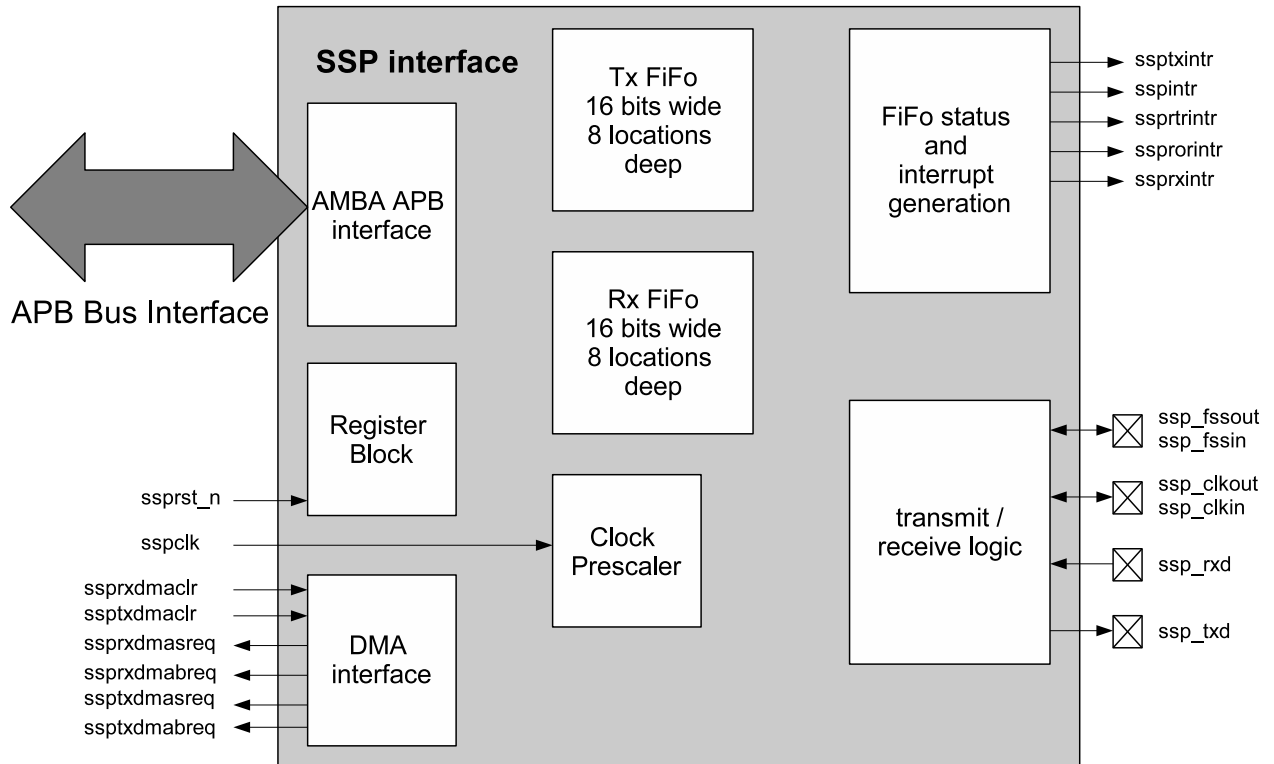 SSP interface
Tx FiFo
16 bits wide
8 locations
deep
FiFo status
and
interrupt
generation
ssptxintr
sspintr
ssprtrintr
ssprorintr
ssprxintr
AMBA APB
interface
APB Bus Interface
Rx FiFo
16 bits wide
8 locations
deep
Register
Block
ssprst_n
sspclk
Clock
Prescaler
transmit /
receive logic
ssp_fssout
ssp_fssin
ssp_clkout
ssp_clkin
ssp_rxd
ssp_txd
ssprxdmaclr
ssptxdmaclr
ssprxdmasreq
ssprxdmabreq
ssptxdmasreq
ssptxdmabreq
DMA
interface